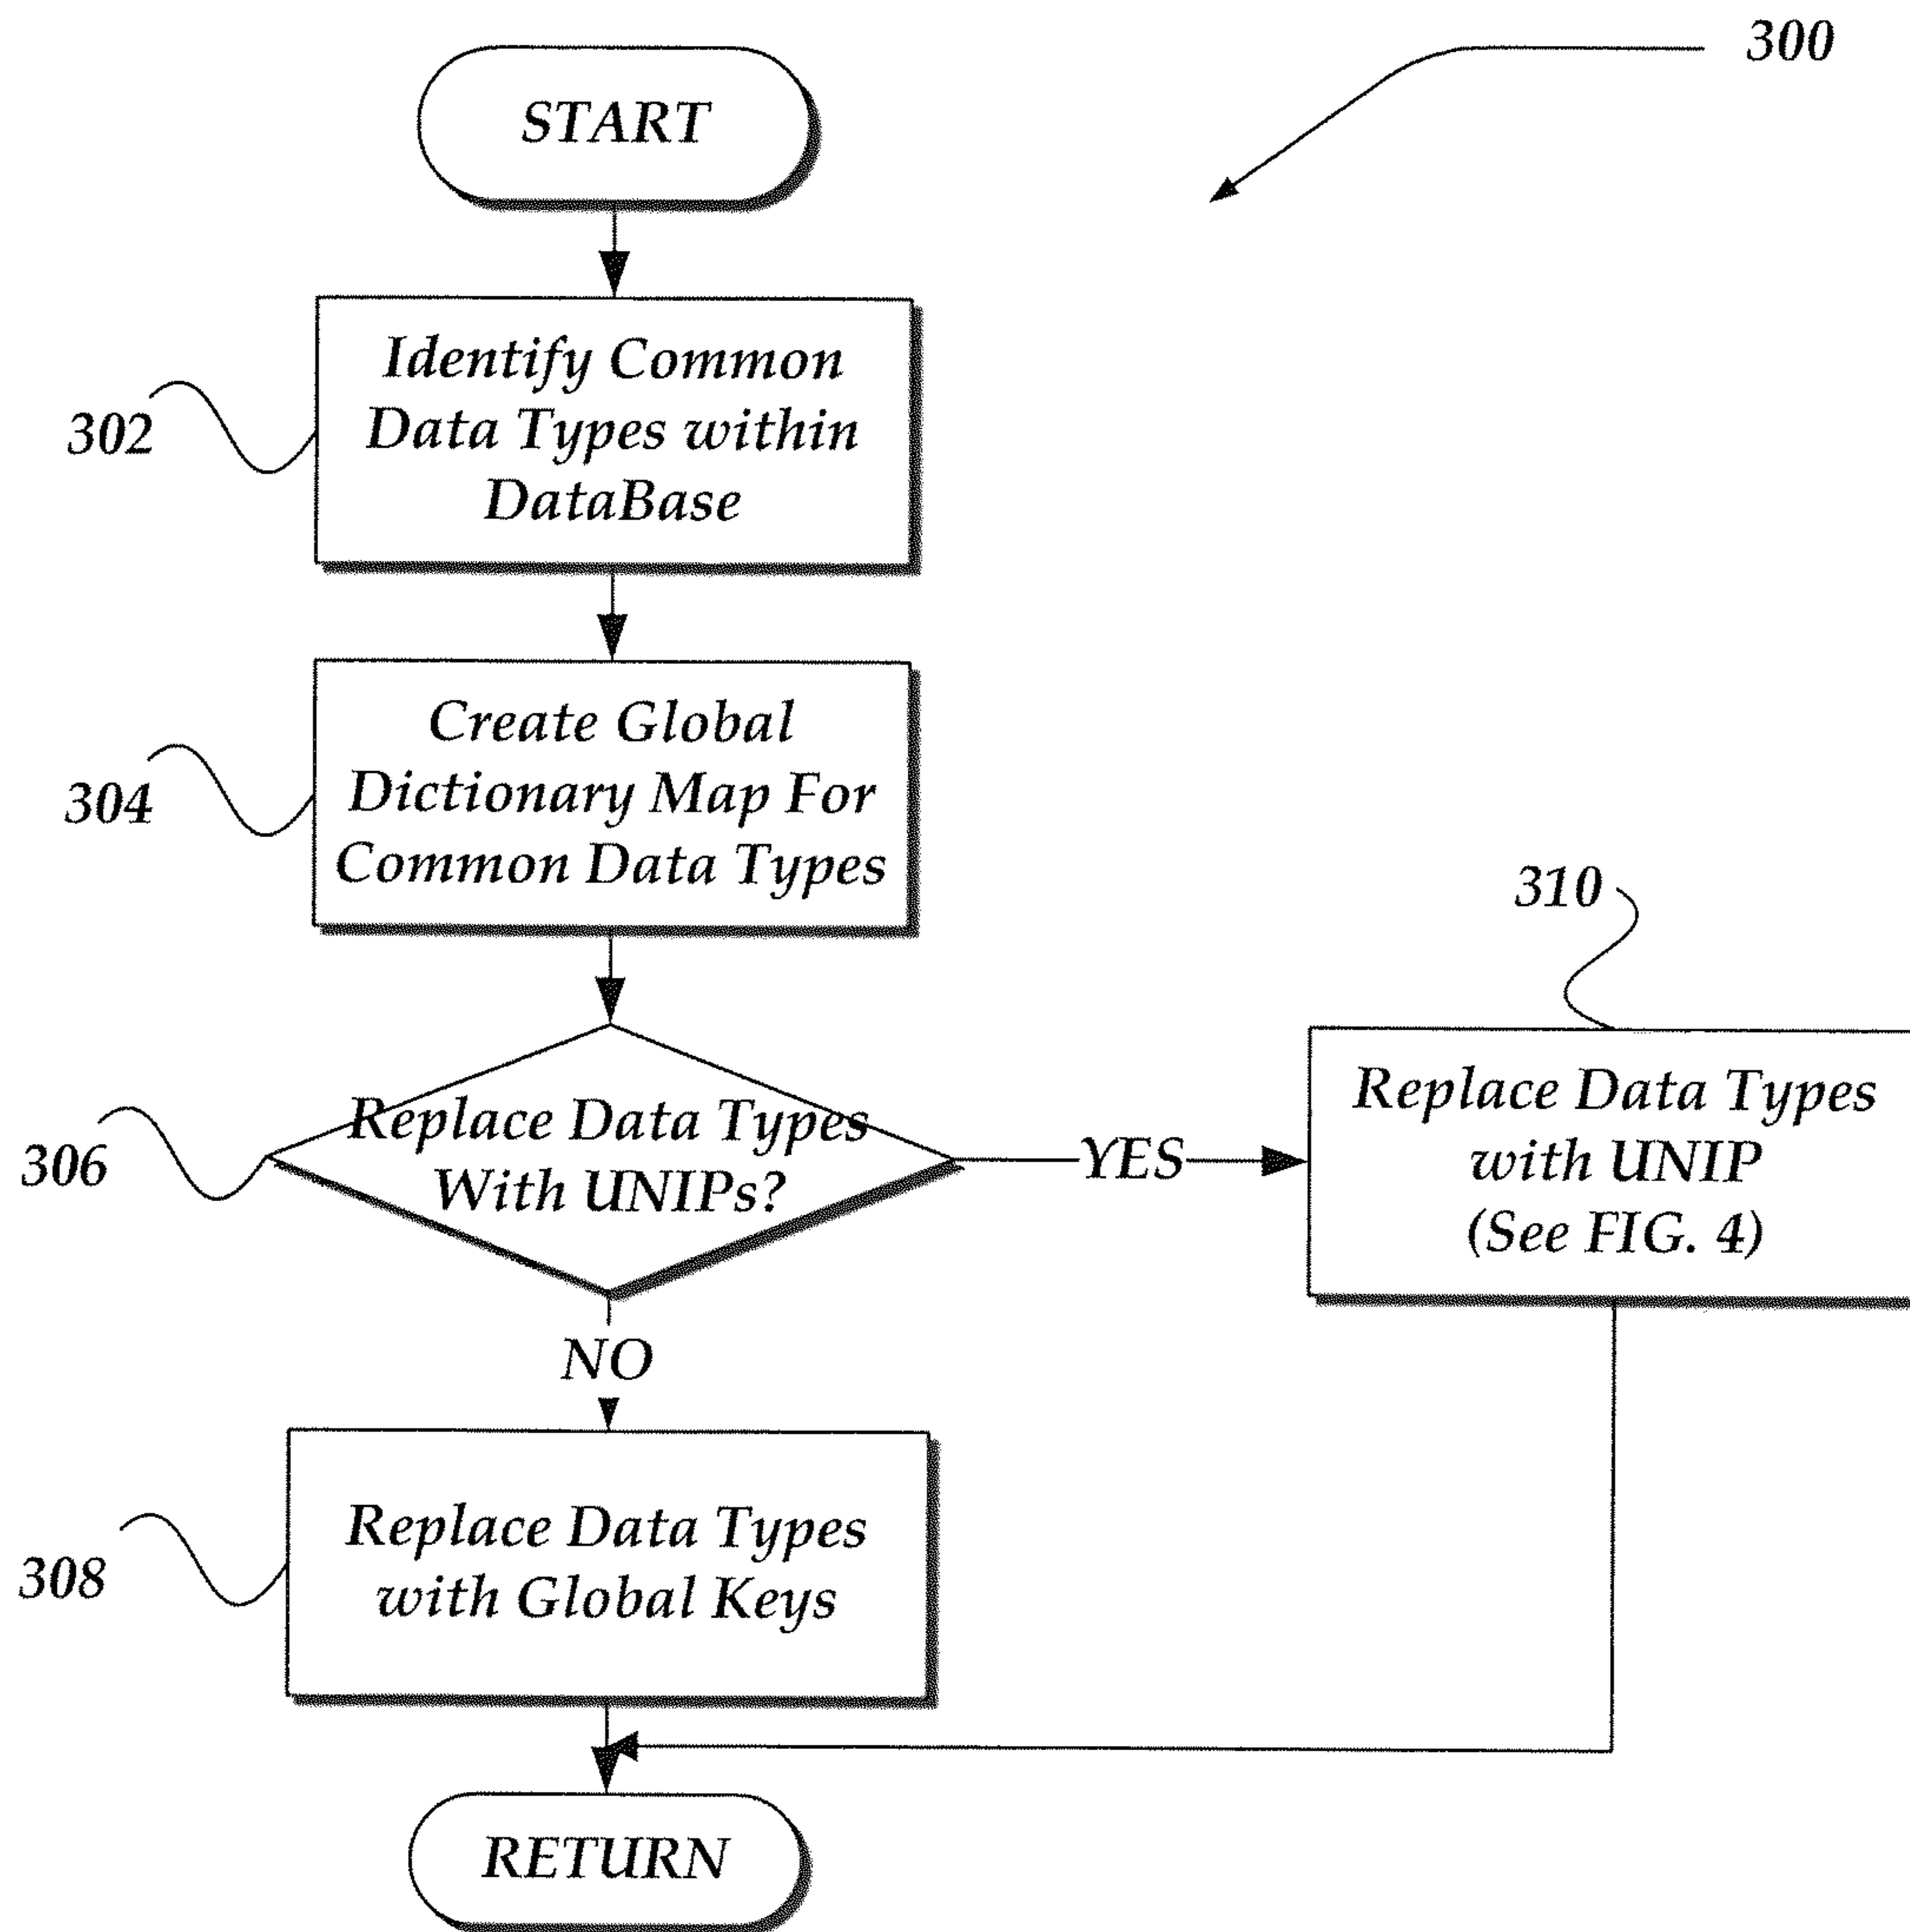 300
START
302
Identify Common
Data Types within
DataBase
304
Create Global
Dictionary Map For
Common Data Types
306
Replace Data Types
With UNIPs?
YES
310
Replace Data Types
with UNIP
(See FIG. 4)
NO
308
Replace Data Types
with Global Keys
RETURN